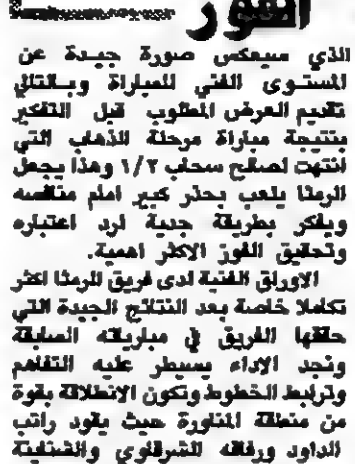 الفوز
الذي سيعكس صورة جيدة عن
المستوى الفني للمباراة وبالتالي
تقديم العرض المطلوب قبل التفكير
بنتيجة مباراة مرحلة الذهاب التي
انتهت لصالح سحاب ١/٢ وهذا يجعل
الرمثا يلعب بحذر كبير امام منافسه
ويفكر بطريقة جدية لرد اعتباره
وتحقيق الفوز الاكثر اهمية.
الاوراق الفنية لدى فريق الرمثا اكثر
تكاملا خاصة بعد النتائج الجيدة التي
حققها الفريق في مبارياته السابقة
ونجد الاداء يسيطر عليه التفاهم
وترابط الخطوط وتكون الانطلاقة بقوة
من منطقة المناورة حيث يقود راتب
الداود ورفاقه الشرقاوي والشناينة